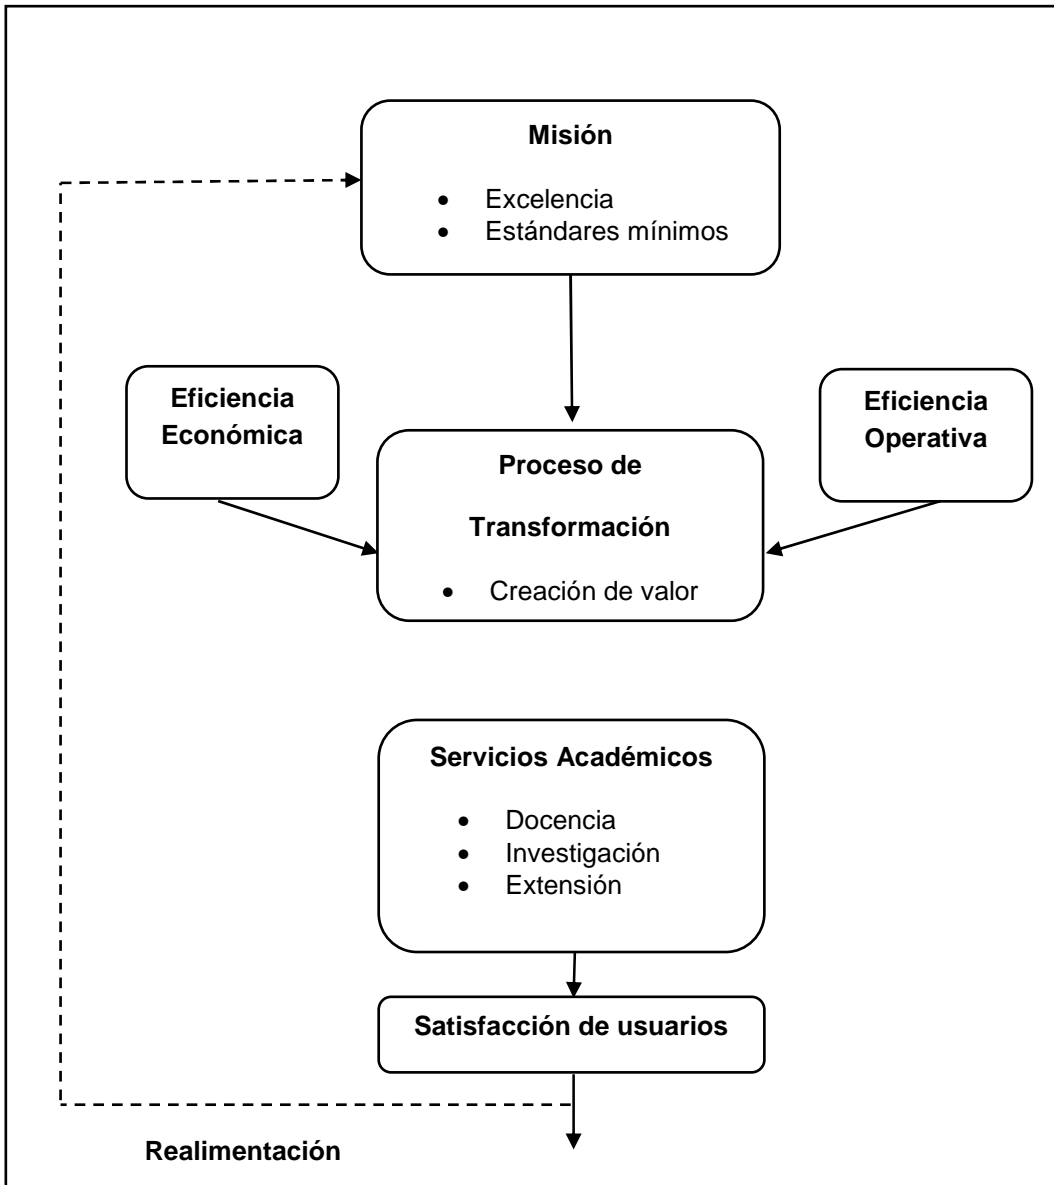 Misión
• Excelencia
• Estándares mínimos
Eficiencia
Económica
Eficiencia
Operativa
Proceso de
Transformación
• Creación de valor
Servicios Académicos
• Docencia
• Investigación
• Extensión
Satisfacción de usuarios
Realimentación